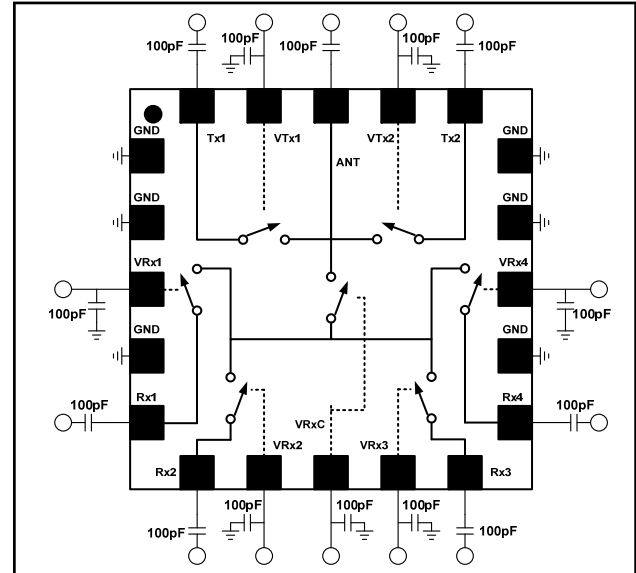 100pF
100pF
100pF
100pF
100pF
Tx1
VTx1
VTx2
Tx2
GND
GND
ANT
GND
GND
VRx1
VRx4
100pF
100pF
GND
GND
Rx1
Rx4
100pF
100pF
VRxC
Rx2
VRx2
VRx3
Rx3
100pF
100pF
100pF
100pF
100pF